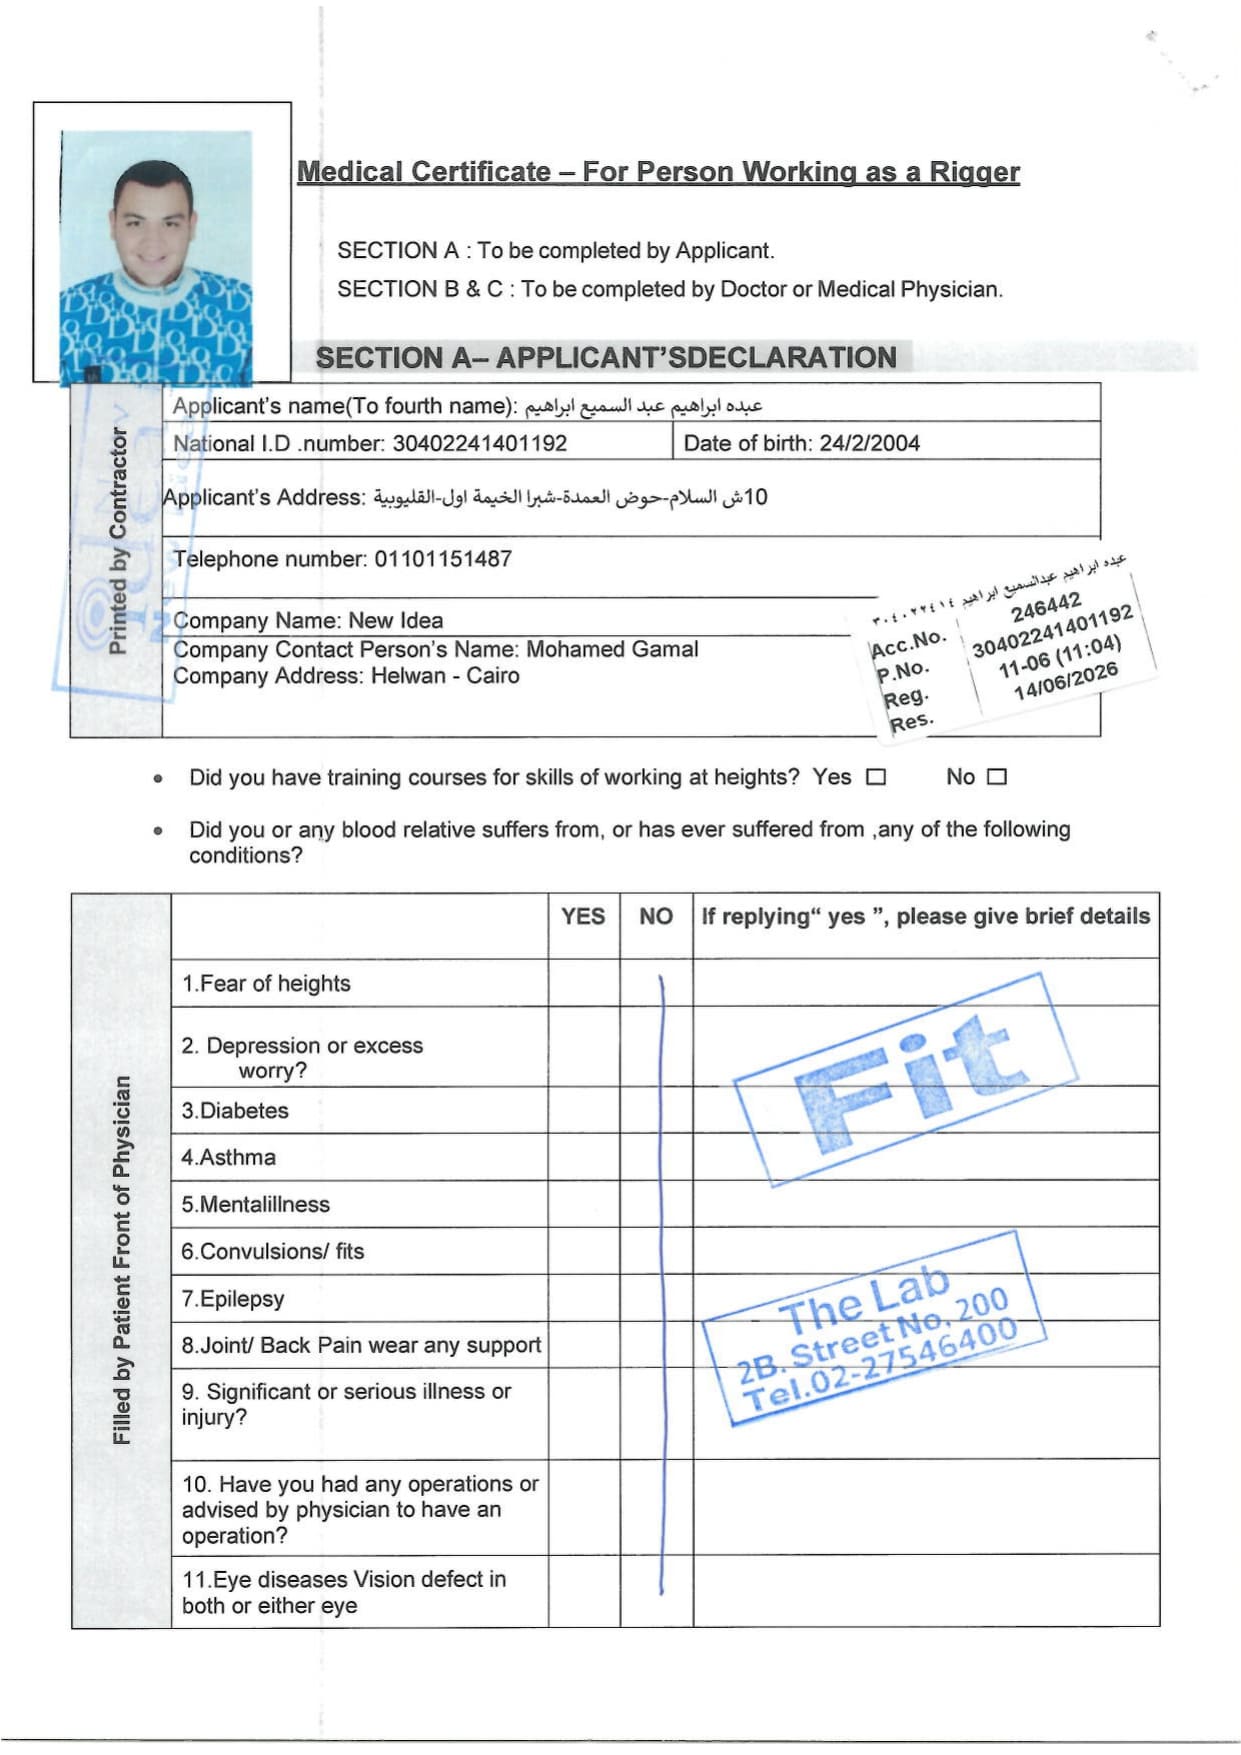 Medical Certificate – For Person Working as a Rigger
SECTION A : To be completed by Applicant.
SECTION B & C : To be completed by Doctor or Medical Physician.
SECTION A– APPLICANT'SDECLARATION
Printed by Contractor
Applicant's name(To fourth name): عبده ابراهيم عبد السميع ابراهيم
National I.D .number: 30402241401192
Date of birth: 24/2/2004
Applicant's Address: 10ش السلام-حوض العمدة-شبرا الخيمة اول-القليوبية
Telephone number: 01101151487
Company Name: New Idea
Company Contact Person's Name: Mohamed Gamal
Company Address: Helwan - Cairo
عبده ابراهيم عبدالسميع ابراهيم ٣٠٤٠٢٢٤١٤
Acc.No. 246442
P.No. 30402241401192
Reg. 11-06 (11:04)
Res. 14/06/2026
• Did you have training courses for skills of working at heights? Yes ☐ No ☐
• Did you or any blood relative suffers from, or has ever suffered from ,any of the following
conditions?
Filled by Patient Front of Physician
YES NO If replying“ yes ”, please give brief details
1.Fear of heights
2. Depression or excess
worry?
3.Diabetes
4.Asthma
5.Mentalillness
6.Convulsions/ fits
7.Epilepsy
8.Joint/ Back Pain wear any support
9. Significant or serious illness or
injury?
10. Have you had any operations or
advised by physician to have an
operation?
11.Eye diseases Vision defect in
both or either eye
Fit
The Lab
2B. Street No, 200
Tel.02-27546400